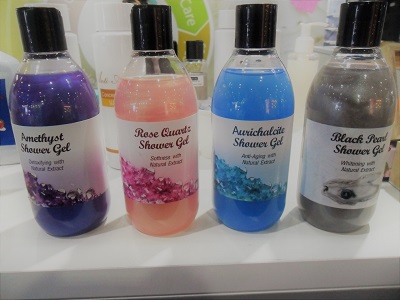 Care
Amethyst
Shower Gel
Detoxifying with
Natural Extract
Rose Quartz
Shower Gel
Softness with
Natural Extract
Aurichalcite
Shower Gel
Anti-Aging with
Natural Extract
Black Pearl
Shower Gel
Whitening with
Natural Extract